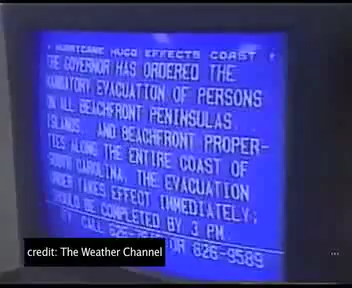 HURRICANE HUGO EFFECTS COAST
THE GOVERNOR HAS ORDERED THE
MANDATORY EVACUATION OF PERSONS
ON ALL BEACHFRONT PENINSULAS
ISLANDS... AND BEACHFRONT PROPER-
TIES ALONG THE ENTIRE COAST OF
SOUTH CAROLINA, THE EVACUATION
ORDER TAKES EFFECT IMMEDIATELY;
SHOULD BE COMPLETED BY 3 PM
CALL OR 626-9589
credit: The Weather Channel
...